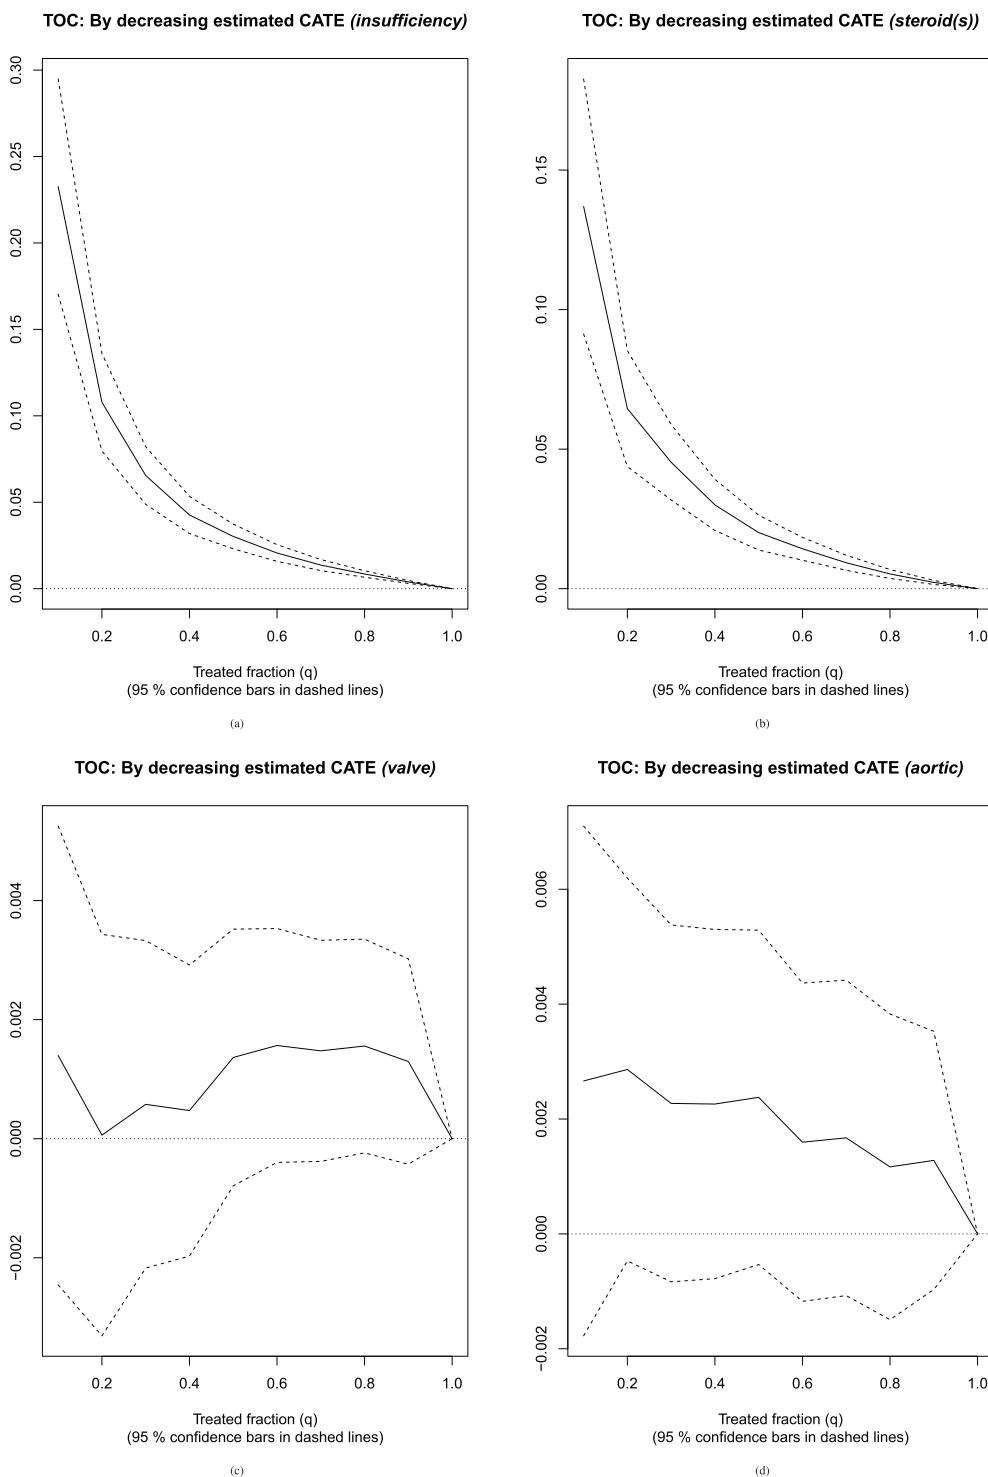 TOC: By decreasing estimated CATE (insufficiency)
0.30
0.25
0.20
0.15
0.10
0.05
0.00
0.2 0.4 0.6 0.8 1.0
Treated fraction (q)
(95 % confidence bars in dashed lines)
(a)
TOC: By decreasing estimated CATE (steroid(s))
0.15
0.10
0.05
0.00
0.2 0.4 0.6 0.8 1.0
Treated fraction (q)
(95 % confidence bars in dashed lines)
(b)
TOC: By decreasing estimated CATE (valve)
0.004
0.002
0.000
−0.002
0.2 0.4 0.6 0.8 1.0
Treated fraction (q)
(95 % confidence bars in dashed lines)
(c)
TOC: By decreasing estimated CATE (aortic)
0.006
0.004
0.002
0.000
−0.002
0.2 0.4 0.6 0.8 1.0
Treated fraction (q)
(95 % confidence bars in dashed lines)
(d)